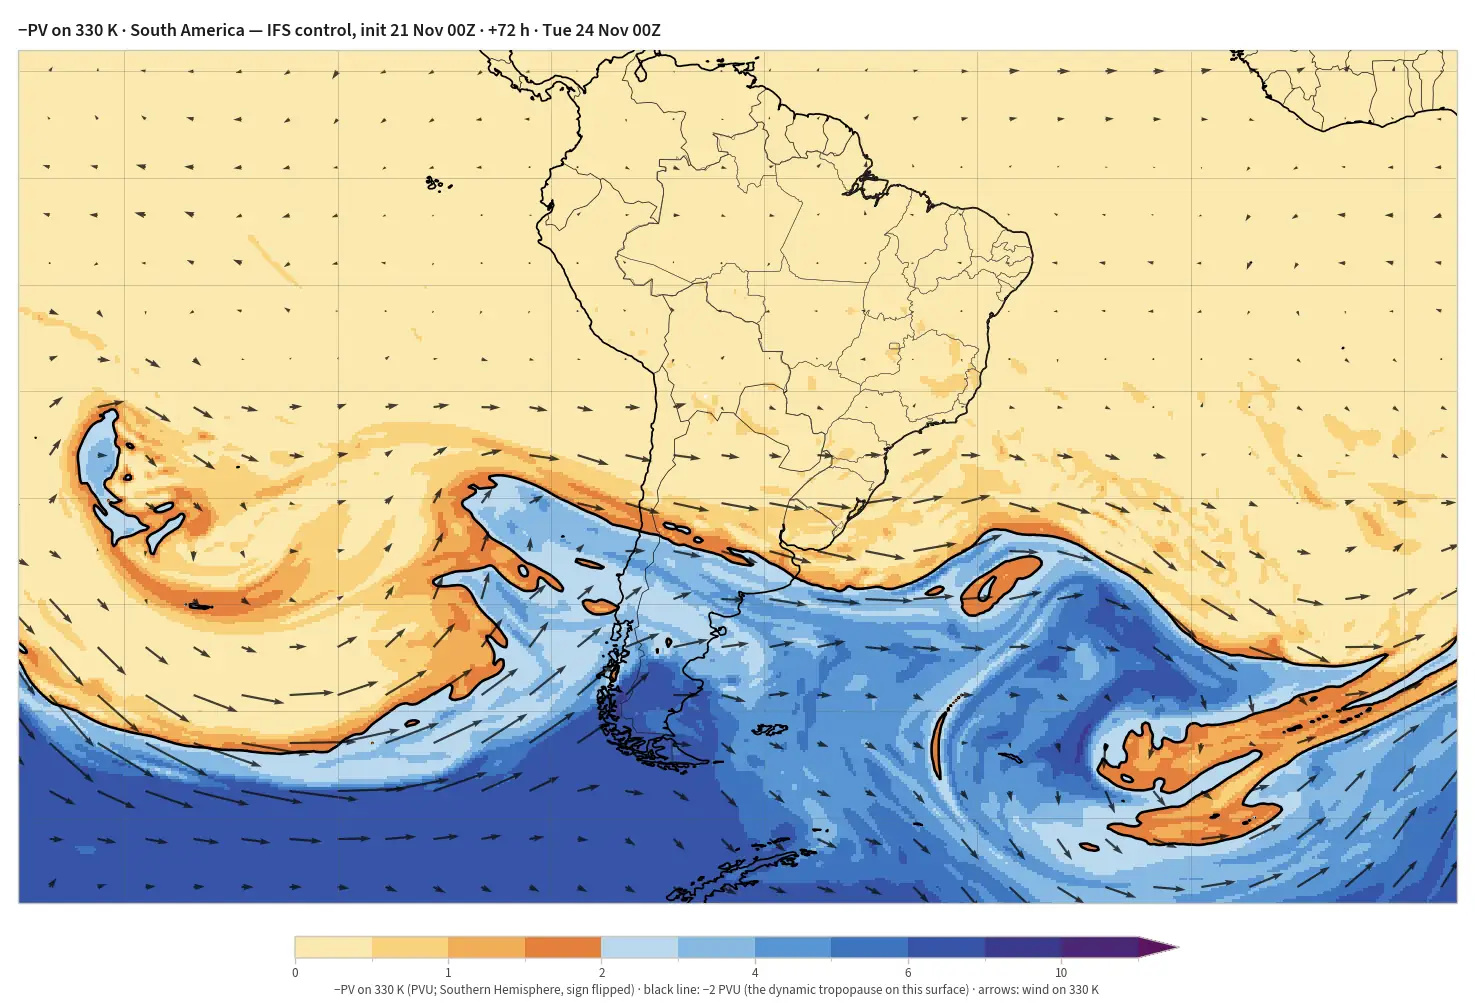 −PV on 330 K · South America — IFS control, init 21 Nov 00Z · +72 h · Tue 24 Nov 00Z
0 1 2 4 6 10
−PV on 330 K (PVU; Southern Hemisphere, sign flipped) · black line: −2 PVU (the dynamic tropopause on this surface) · arrows: wind on 330 K